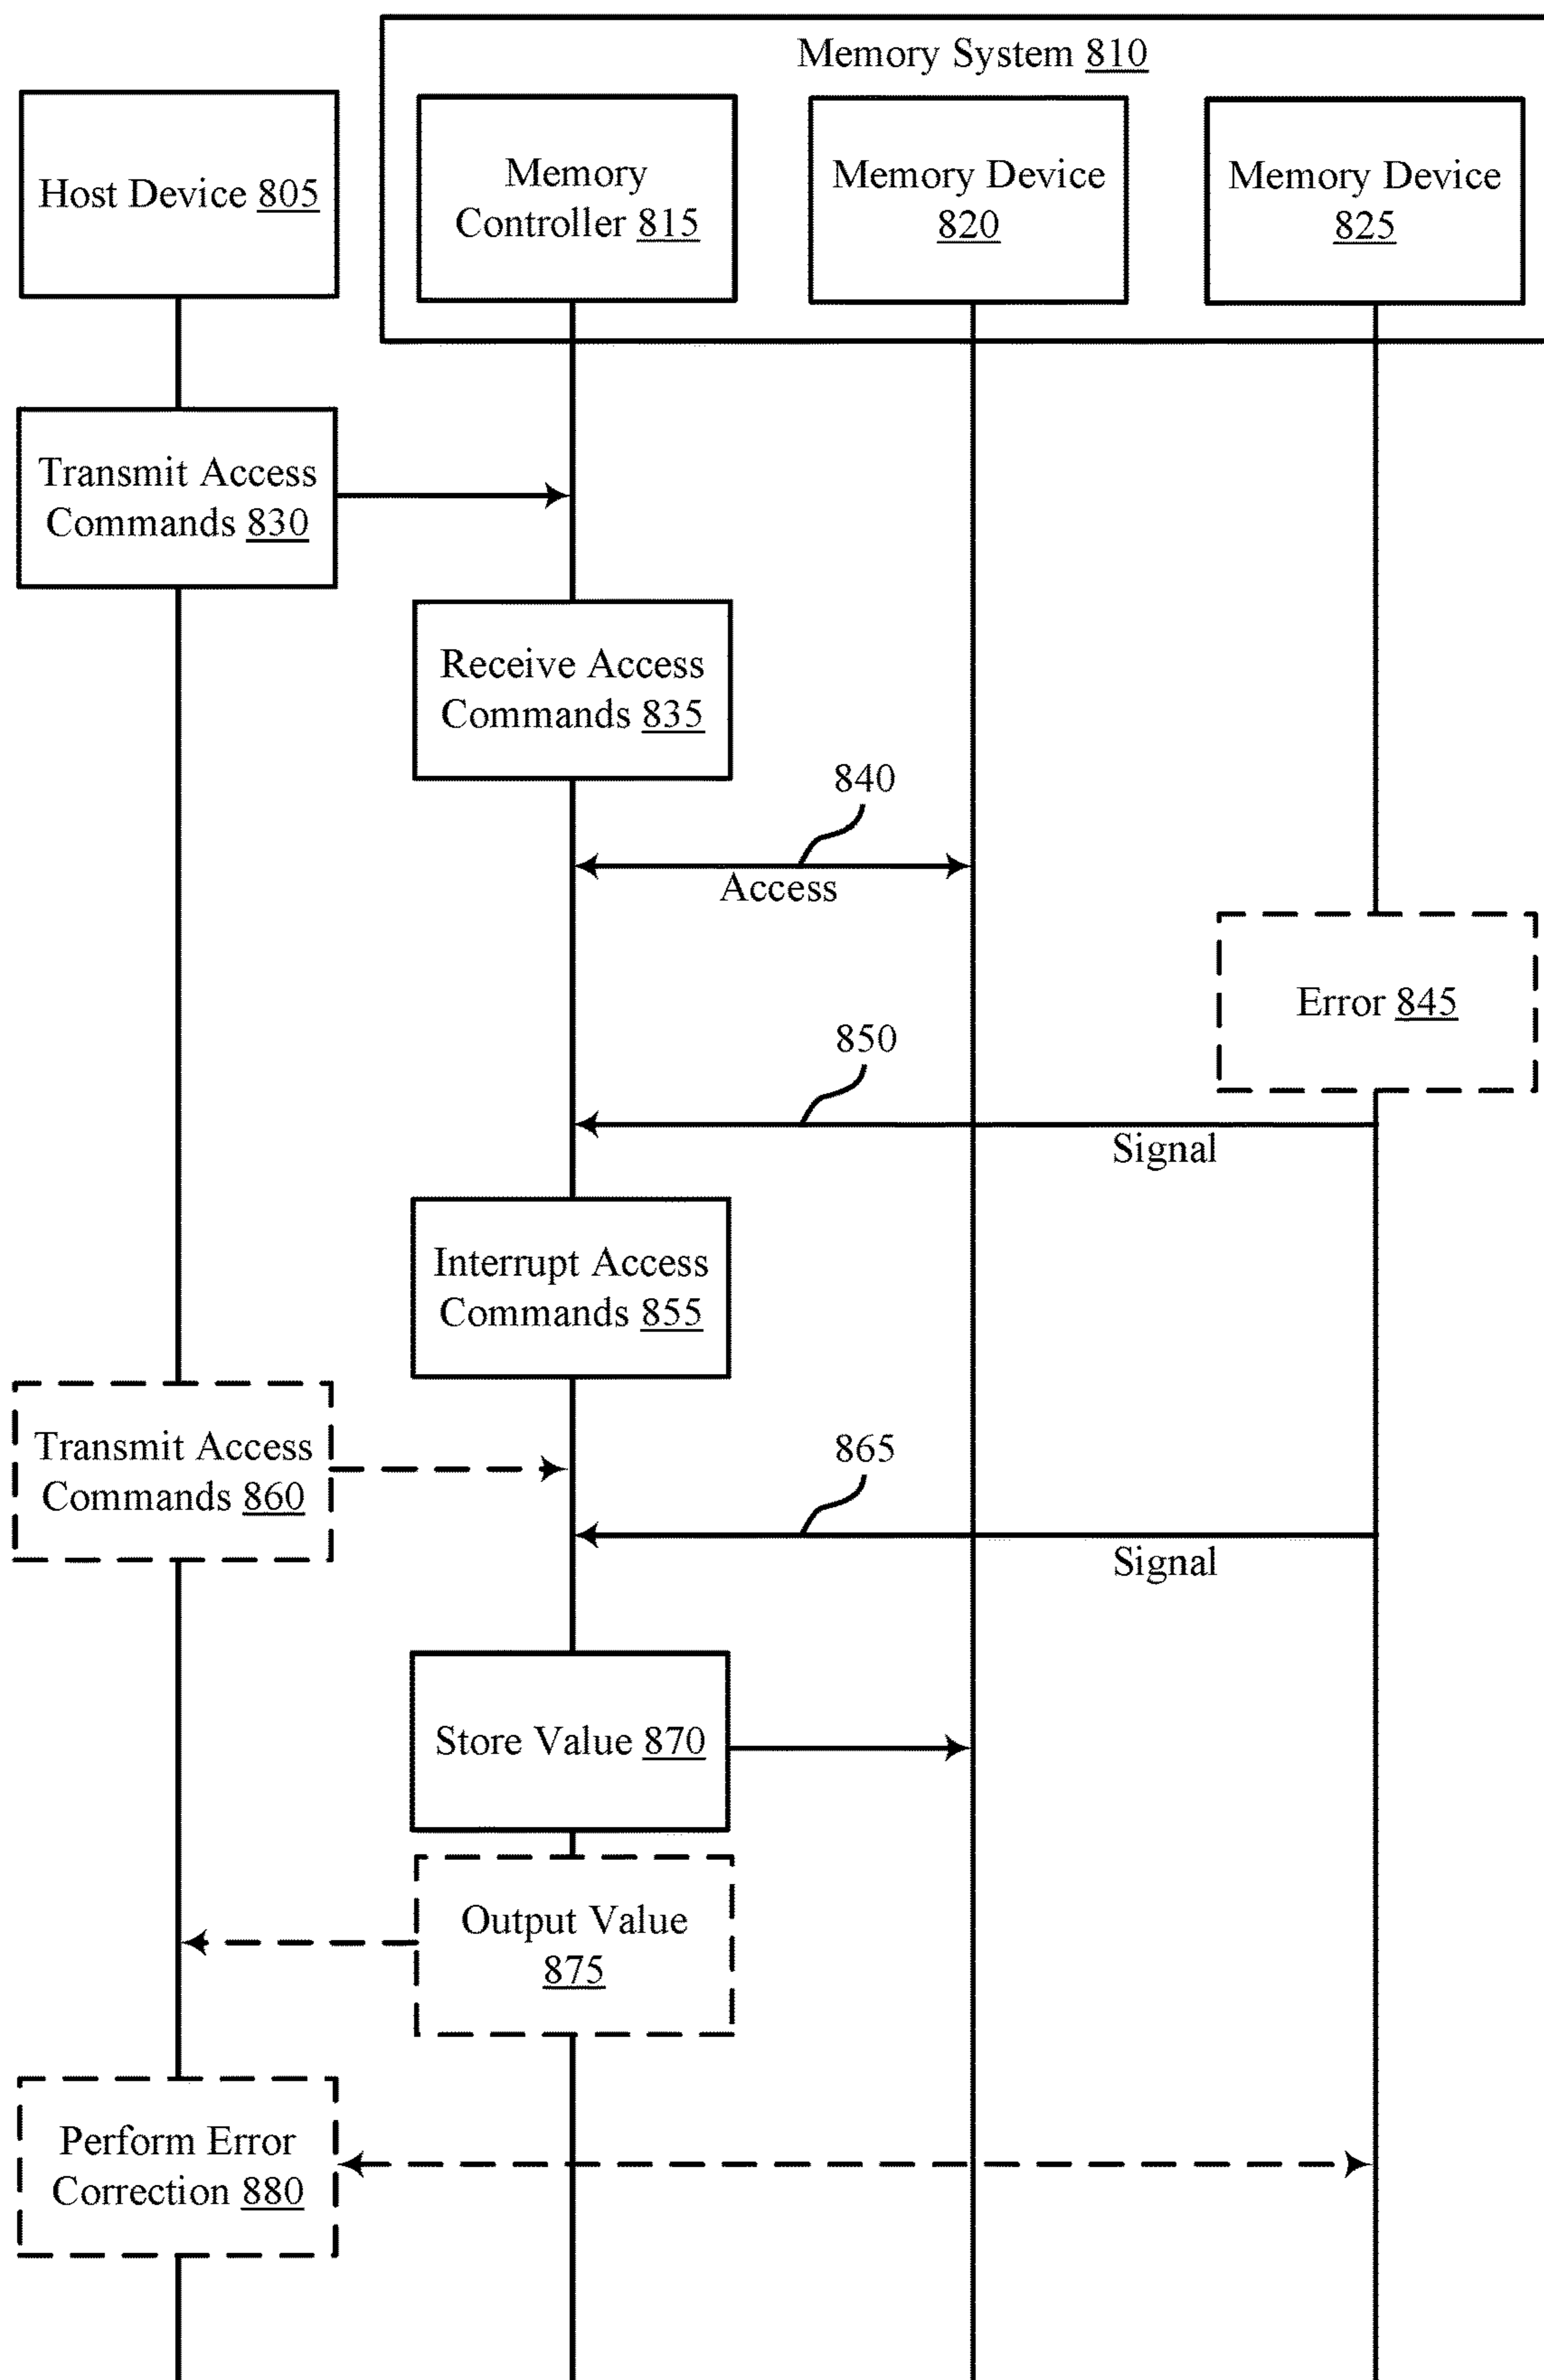 Memory System 810
Host Device 805
Memory
Controller 815
Memory Device
820
Memory Device
825
Transmit Access
Commands 830
Receive Access
Commands 835
840
Access
Error 845
850
Signal
Interrupt Access
Commands 855
Transmit Access
Commands 860
865
Signal
Store Value 870
Output Value
875
Perform Error
Correction 880